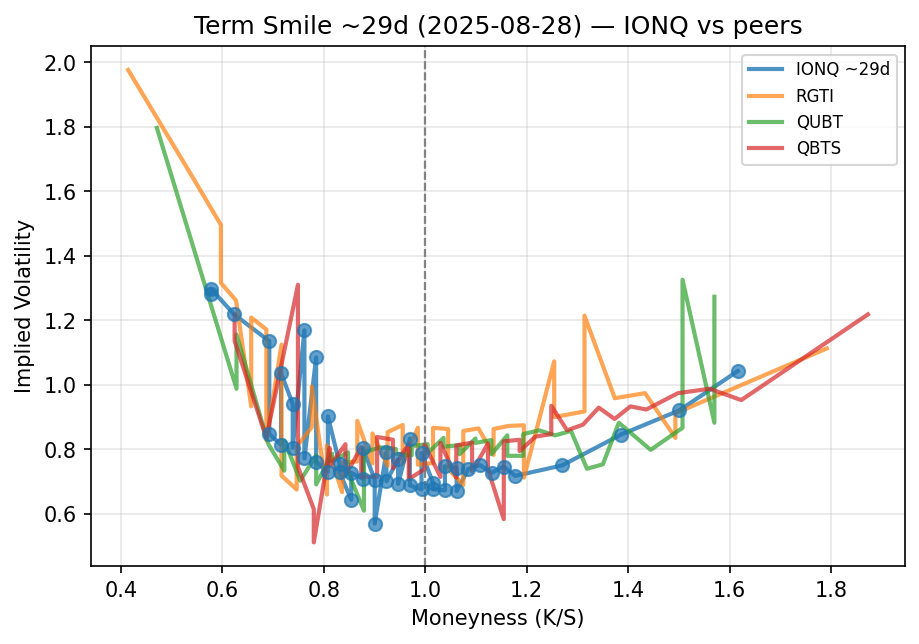 Term Smile ~29d (2025-08-28) — IONQ vs peers
2.0
1.8
1.6
1.4
1.2
1.0
0.8
0.6
Implied Volatility
IONQ ~29d
RGTI
QUBT
QBTS
0.4 0.6 0.8 1.0 1.2 1.4 1.6 1.8
Moneyness (K/S)